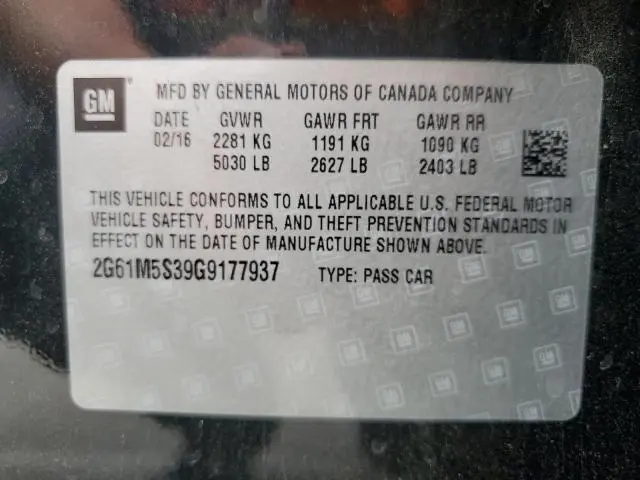 GM ®
MFD BY GENERAL MOTORS OF CANADA COMPANY
DATE GVWR GAWR FRT GAWR RR
02/16 2281 KG 1191 KG 1090 KG
5030 LB 2627 LB 2403 LB
THIS VEHICLE CONFORMS TO ALL APPLICABLE U.S. FEDERAL MOTOR
VEHICLE SAFETY, BUMPER, AND THEFT PREVENTION STANDARDS IN
EFFECT ON THE DATE OF MANUFACTURE SHOWN ABOVE.
2G61M5S39G9177937 TYPE: PASS CAR